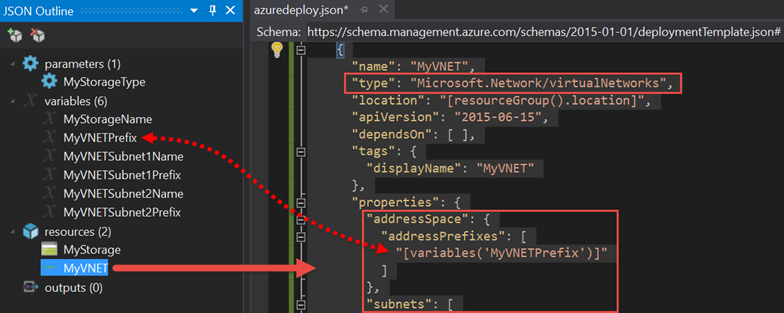 JSON Outline
parameters (1)
MyStorageType
variables (6)
MyStorageName
MyVNETPrefix
MyVNETSubnet1Name
MyVNETSubnet1Prefix
MyVNETSubnet2Name
MyVNETSubnet2Prefix
resources (2)
MyStorage
MyVNET
outputs (0)
azuredeploy.json*
Schema: https://schema.management.azure.com/schemas/2015-01-01/deploymentTemplate.json#
{
"name": "MyVNET",
"type": "Microsoft.Network/virtualNetworks",
"location": "[resourceGroup().location]",
"apiVersion": "2015-06-15",
"dependsOn": [ ],
"tags": {
"displayName": "MyVNET"
},
"properties": {
"addressSpace": {
"addressPrefixes": [
"[variables('MyVNETPrefix')]"
]
},
"subnets": [